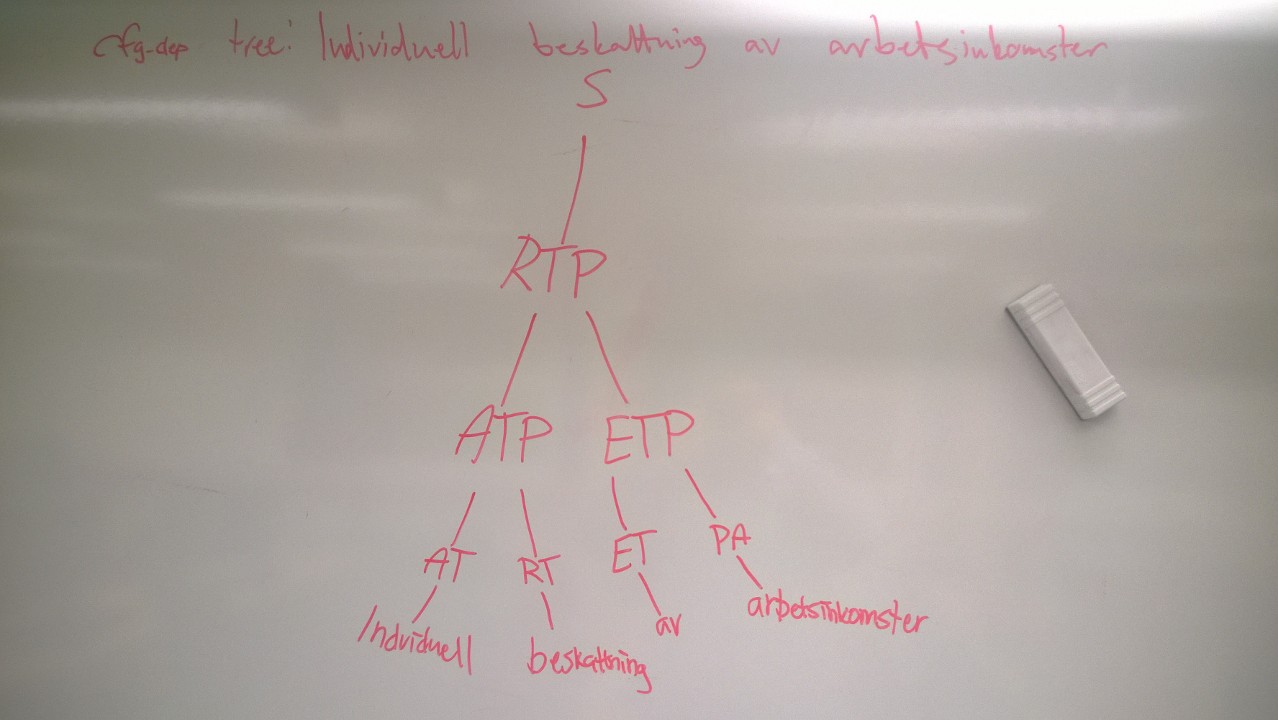 cfg-dep tree: Individuell beskattning av arbetsinkomster
S
RTP
ATP ETP
AT RT ET PA
Individuell beskattning av arbetsinkomster